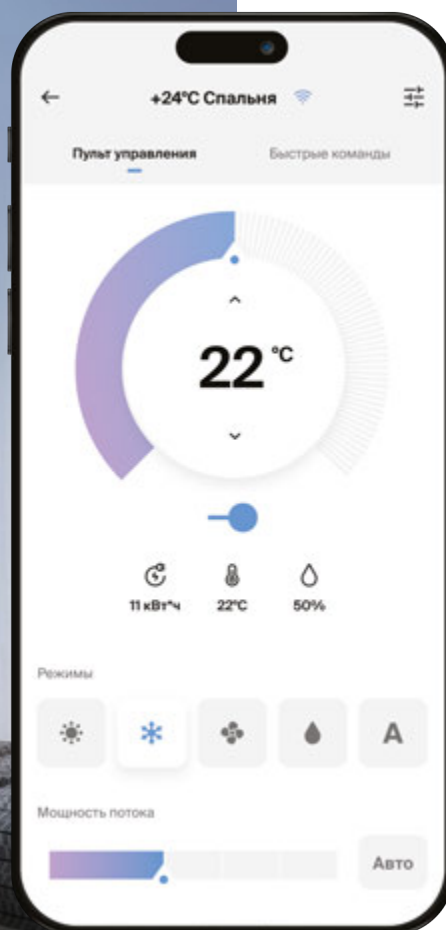 +24°C Спальня
Пульт управления
Быстрые команды
22 °C
11 кВт*ч
22°C
50%
Режимы
A
Мощность потока
Авто